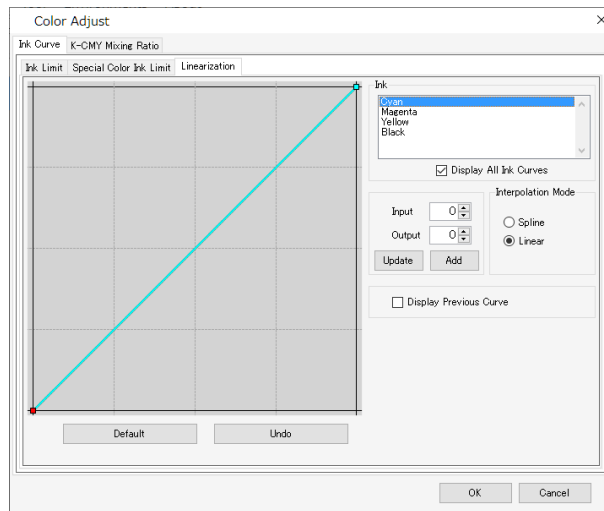 Color Adjust
Ink Curve K-CMY Mixing Ratio
Ink Limit Special Color Ink Limit Linearization
Ink
Cyan
Magenta
Yellow
Black
Display All Ink Curves
Interpolation Mode
Input 0
Output 0
Spline
Linear
Update Add
Display Previous Curve
Default Undo
OK Cancel